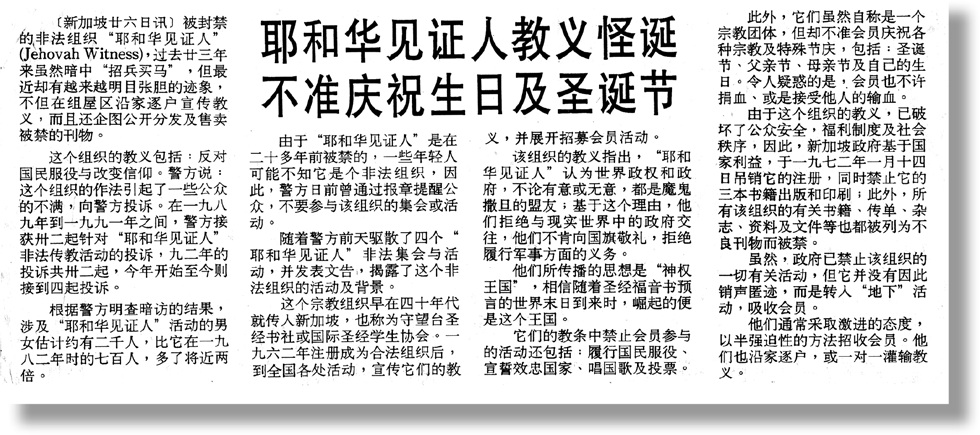 耶和华见证人教义怪诞
不准庆祝生日及圣诞节
〔新加坡廿六日讯〕被封禁
的非法组织“耶和华见证人”
(Jehovah Witness)，过去廿三年
来虽然暗中“招兵买马”，但最
近却有越来越明目张胆的迹象，
不但在组屋区沿家逐户宣传教
义，而且还企图公开分发及售卖
被禁的刊物。
这个组织的教义包括：反对
国民服役与改变信仰。警方说：
这个组织的作法引起了一些公众
的不满，向警方投诉。在一九八
九年到一九九一年之间，警方接
获卅二起针对“耶和华见证人”
非法传教活动的投诉，九二年的
投诉共卅二起，今年开始至今则
接到四起投诉。
根据警方明查暗访的结果，
涉及“耶和华见证人”活动的男
女估计约有二千人，比它在一九
八二年时的七百人，多了将近两
倍。
由于“耶和华见证人”是在
二十多年前被禁的，一些年轻人
可能不知它是个非法组织，因
此，警方日前曾通过报章提醒公
众，不要参与该组织的集会或活
动。
随着警方前天驱散了四个“
耶和华见证人”非法集会与活
动，并发表文告，揭露了这个非
法组织的活动及背景。
这个宗教组织早在四十年代
就传人新加坡，也称为守望台圣
经书社或国际圣经学生协会。一
九六二年注册成为合法组织后，
到全国各处活动，宣传它们的教
义，并展开招募会员活动。
该组织的教义指出，“耶和
华见证人”认为世界政权和政
府，不论有意或无意，都是魔鬼
撒旦的盟友；基于这个理由，他
们拒绝与现实世界中的政府交
往，他们不肯向国旗敬礼，拒绝
履行军事方面的义务。
他们所传播的思想是“神权
王国”，相信随着圣经福音书预
言的世界末日到来时，崛起的便
是这个王国。
它们的教条中禁止会员参与
的活动还包括：履行国民服役、
宣誓效忠国家、唱国歌及投票。
此外，它们虽然自称是一个
宗教团体，但却不准会员庆祝各
种宗教及特殊节庆，包括：圣诞
节、父亲节、母亲节及自己的生
日。令人疑惑的是，会员也不许
捐血、或是接受他人的输血。
由于这个组织的教义，已破
坏了公众安全，福利制度及社会
秩序，因此，新加坡政府基于国
家利益，于一九七二年一月十四
日吊销它的注册，同时禁止它的
三本书籍出版和印刷；此外，所
有该组织的有关书籍、传单、杂
志、资料及文件等也都被列为不
良刊物而被禁。
虽然，政府已禁止该组织的
一切有关活动，但它并没有因此
销声匿迹，而是转入“地下”活
动，吸收会员。
他们通常采取激进的态度，
以半强迫性的方法招收会员。他
们也沿家逐户，或一对一灌输教
义。